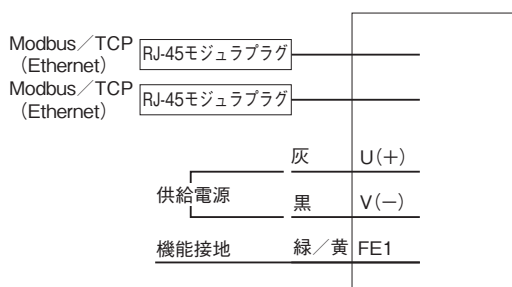 Modbus／TCP
（Ethernet）
RJ-45モジュラプラグ
Modbus／TCP
（Ethernet）
RJ-45モジュラプラグ
灰 U（＋）
供給電源
黒 V（－）
機能接地 緑／黄 FE1